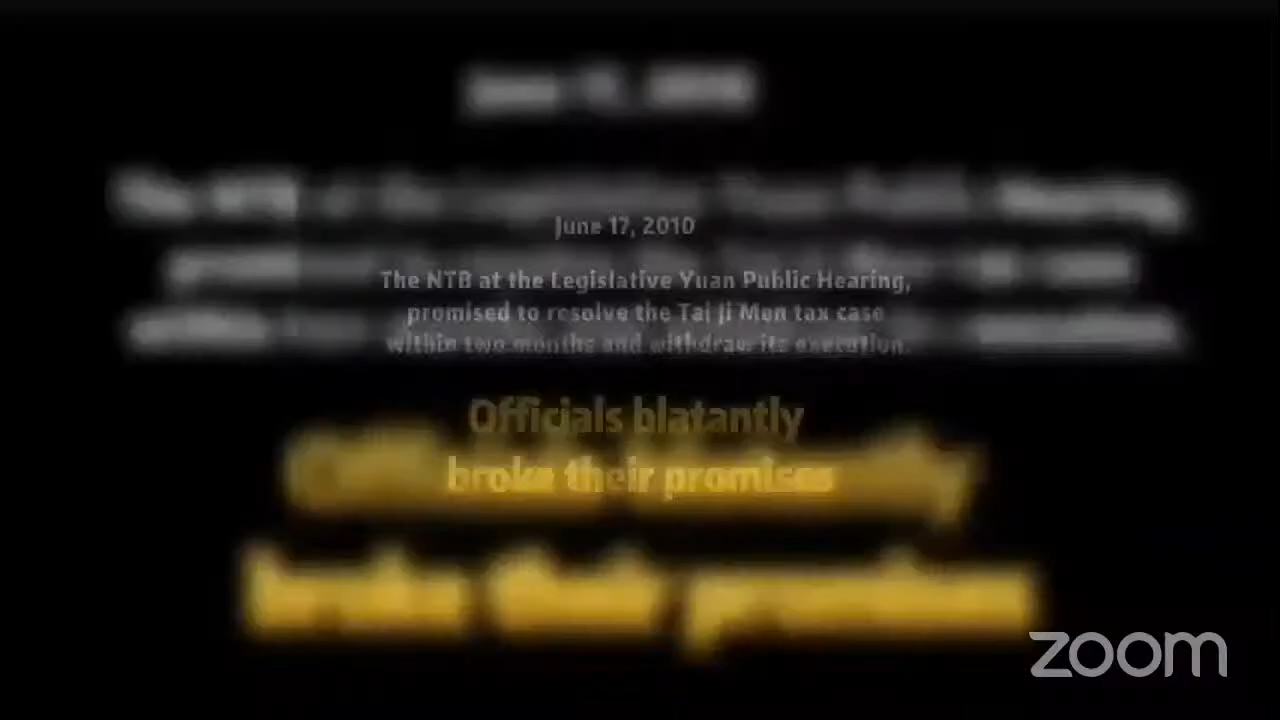 June 17, 2010
The NTB at the Legislative Yuan Public Hearing,
promised to resolve the Tai Ji Men tax case
within two months and withdraw its execution.
Officials blatantly
broke their promises
zoom